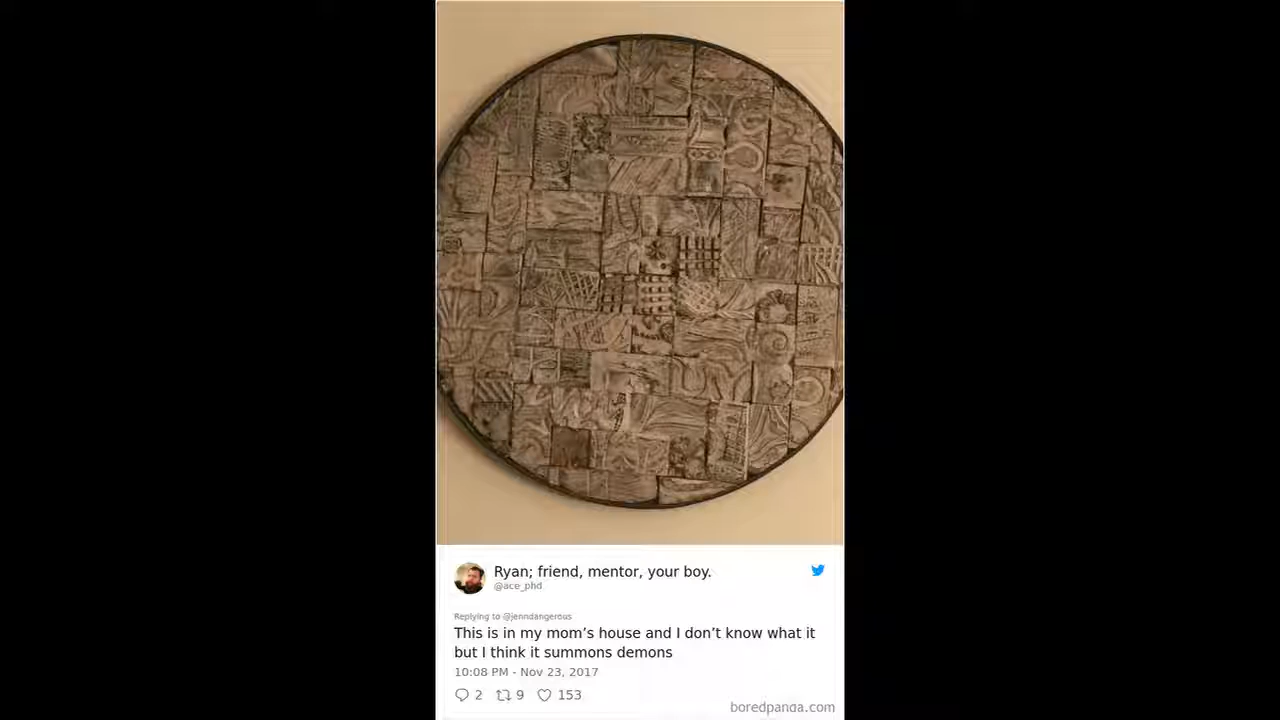 Ryan; friend, mentor, your boy.
@ace_phd
Replying to @jenndangerous
This is in my mom’s house and I don’t know what it
but I think it summons demons
10:08 PM - Nov 23, 2017
2 9 153
boredpanda.com